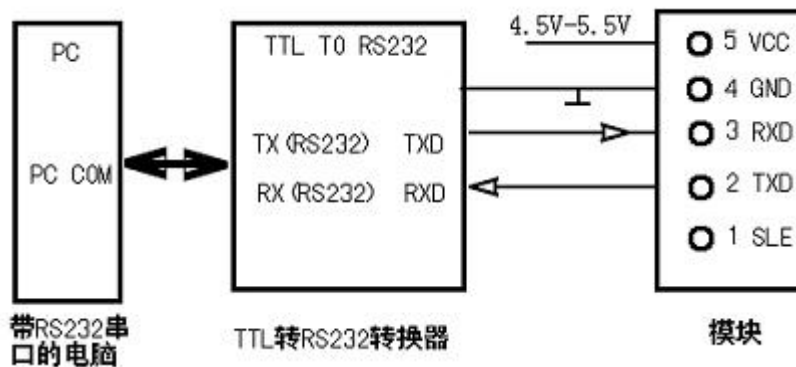 PC
PC COM
带RS232串
口的电脑
TTL TO RS232
TX (RS232) TXD
RX (RS232) RXD
TTL转RS232转换器
4.5V-5.5V
5 VCC
4 GND
3 RXD
2 TXD
1 SLE
模块